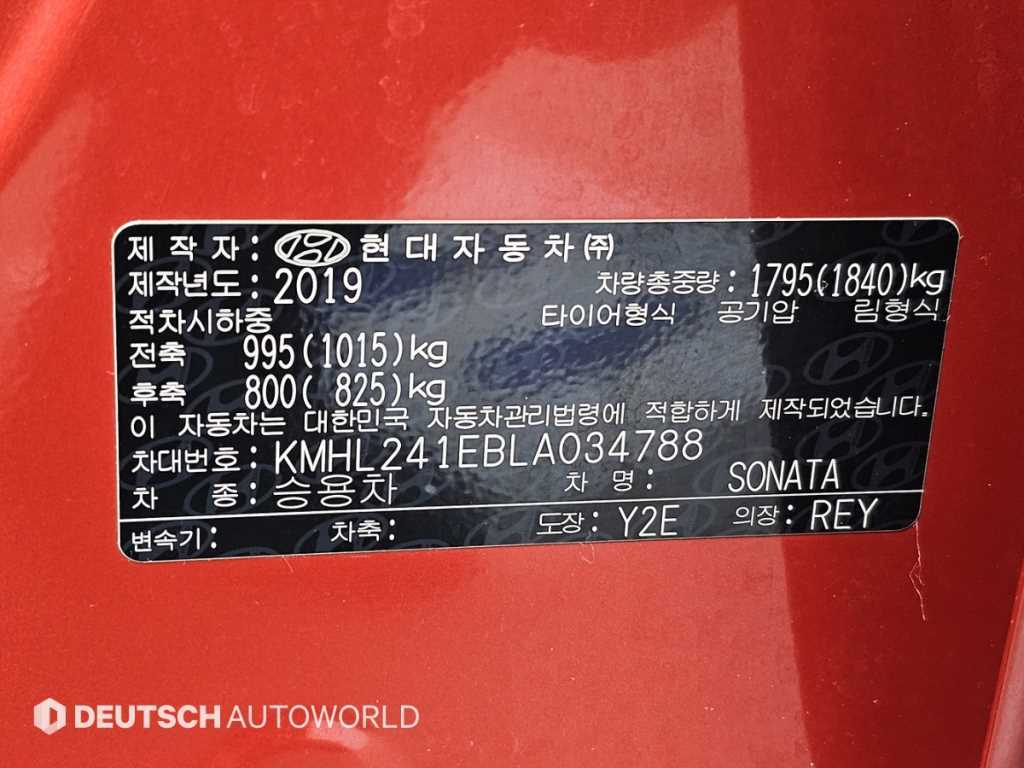 제 작 자 : 현대자동차㈜
제작년도 : 2019 차량총중량 : 1795(1840)kg
적차시하중 타이어형식 공기압 림형식
전축 995(1015)kg
후축 800( 825)kg
이 자동차는 대한민국 자동차관리법령에 적합하게 제작되었습니다.
차대번호 : KMHL241EBLA034788
차 종 : 승용차 차 명 : SONATA
변속기 : 차축 : 도장 : Y2E 의장 : REY
DEUTSCH AUTOWORLD